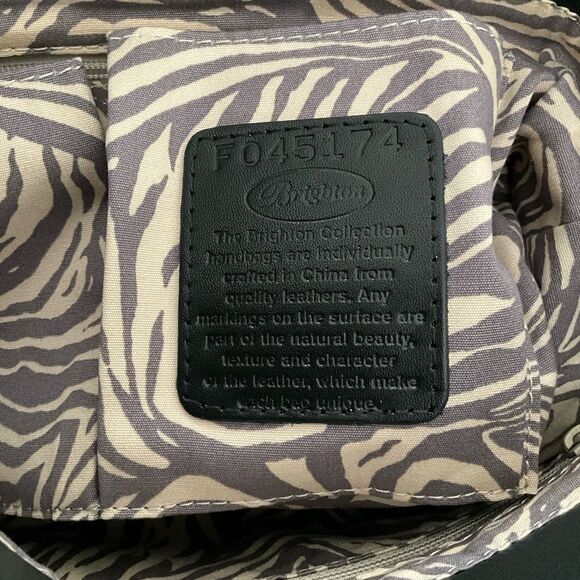 F045174
Brighton
The Brighton Collection
handbags are individually
crafted in China from
quality leathers. Any
markings on the surface are
part of the natural beauty,
texture and character
of the leather, which make
each bag unique.